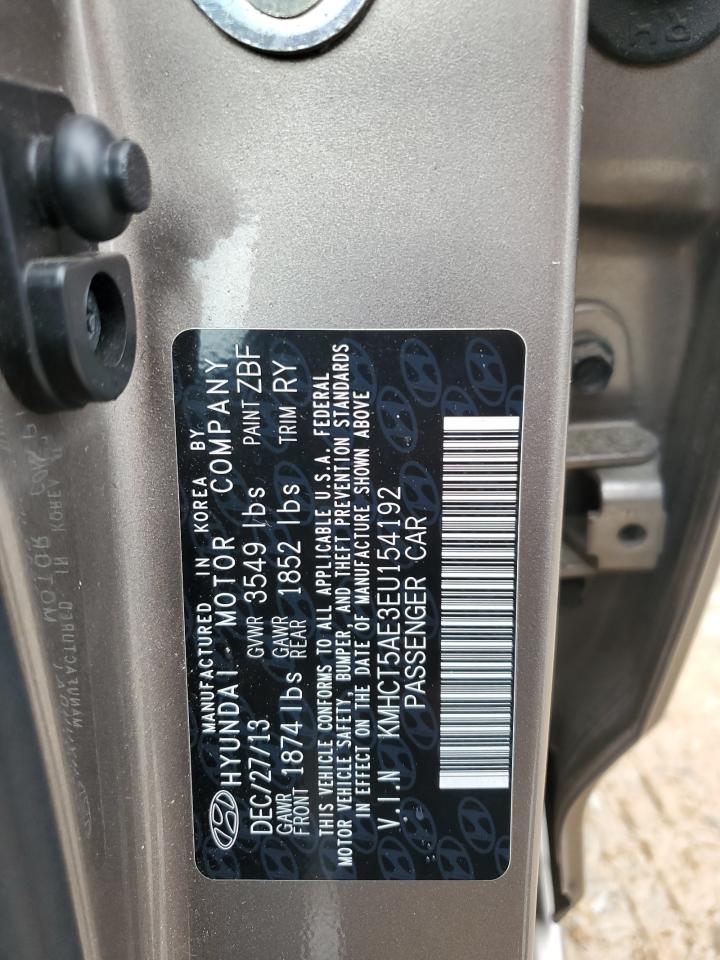 MANUFACTURED IN KOREA BY
HYUNDAI MOTOR COMPANY
DEC/27/13 GVWR 3549 lbs PAINT ZBF
GAWR FRONT 1874 lbs GAWR REAR 1852 lbs TRIM RY
THIS VEHICLE CONFORMS TO ALL APPLICABLE U.S.A. FEDERAL
MOTOR VEHICLE SAFETY, BUMPER, AND THEFT PREVENTION STANDARDS
IN EFFECT ON THE DATE OF MANUFACTURE SHOWN ABOVE
V.I.N KMHCT5AE3EU154192
PASSENGER CAR